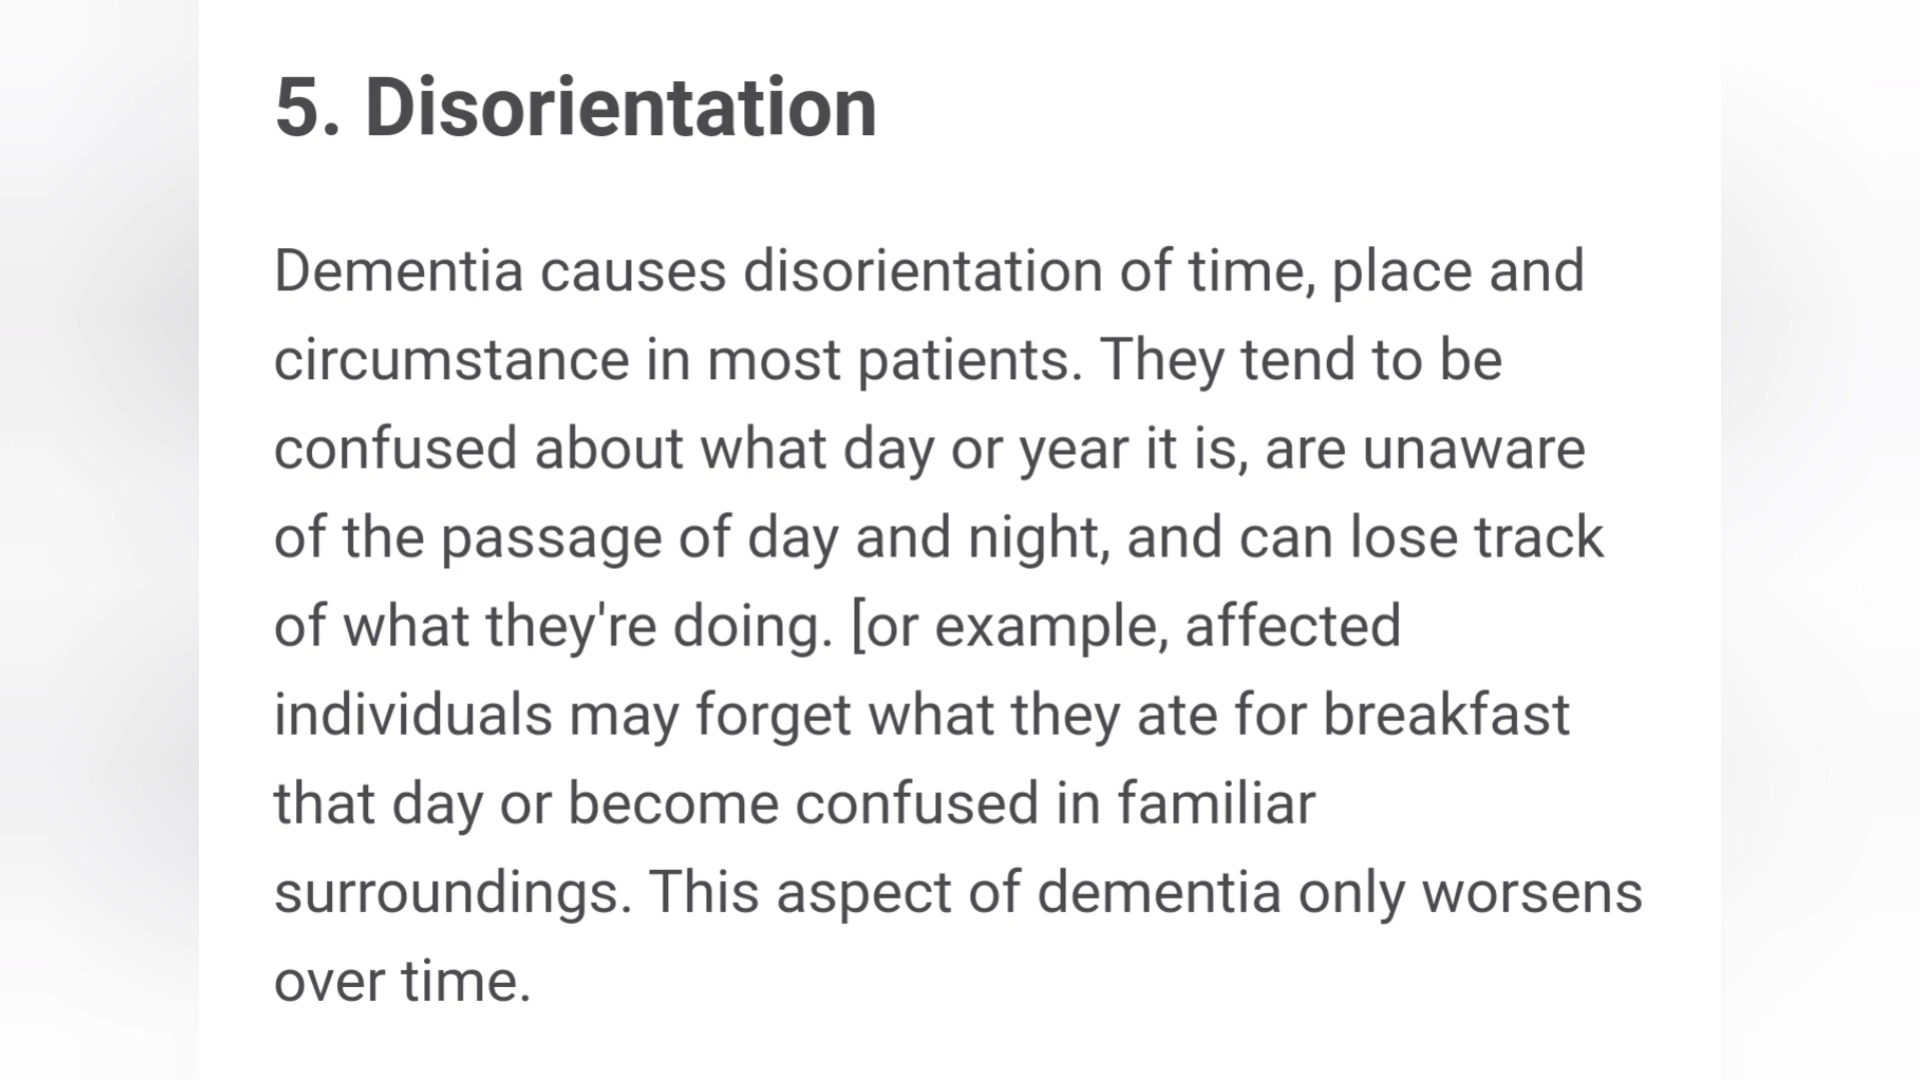 5. Disorientation
Dementia causes disorientation of time, place and
circumstance in most patients. They tend to be
confused about what day or year it is, are unaware
of the passage of day and night, and can lose track
of what they're doing. [or example, affected
individuals may forget what they ate for breakfast
that day or become confused in familiar
surroundings. This aspect of dementia only worsens
over time.